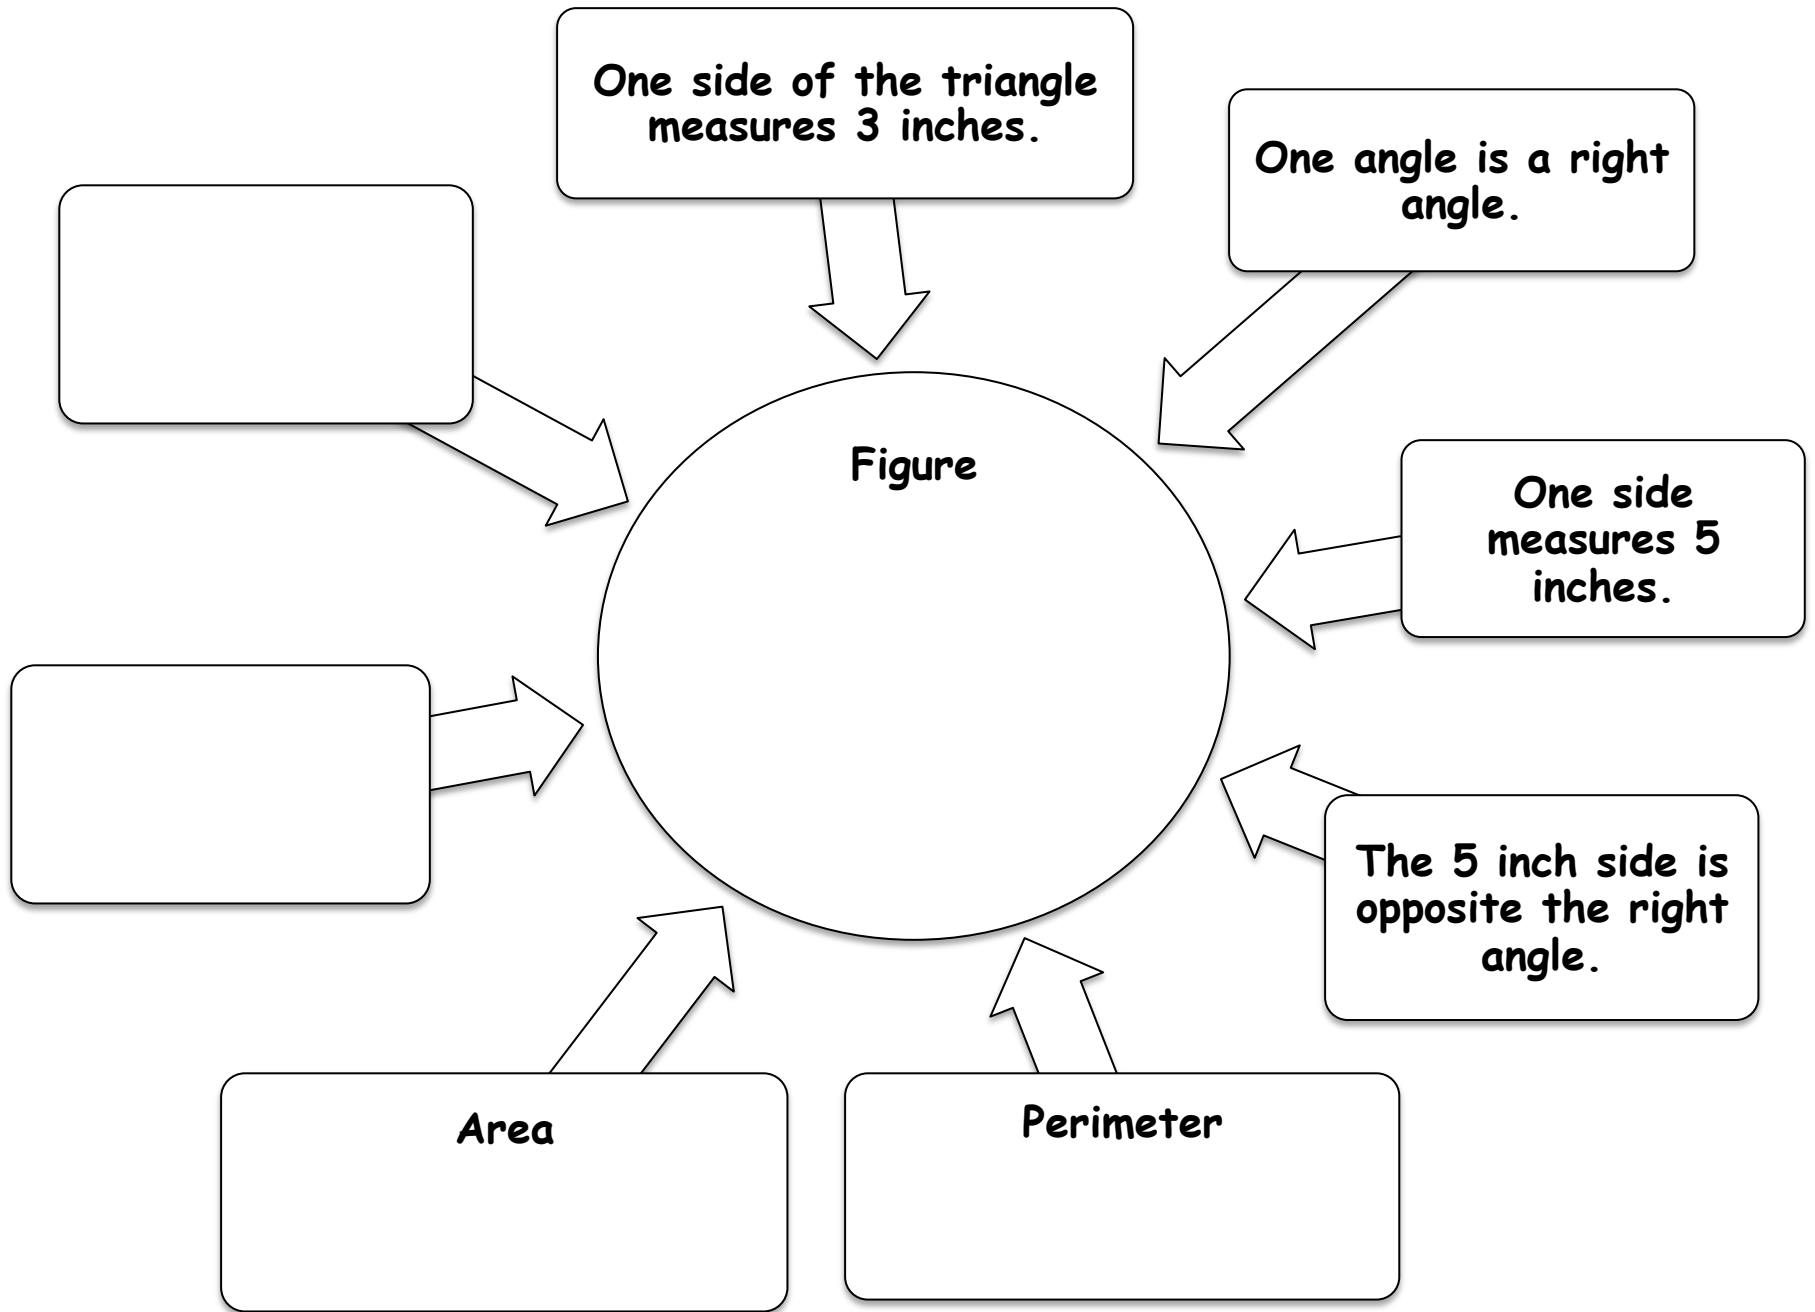 One side of the triangle
measures 3 inches.
One angle is a right
angle.
Figure
One side
measures 5
inches.
The 5 inch side is
opposite the right
angle.
Area
Perimeter